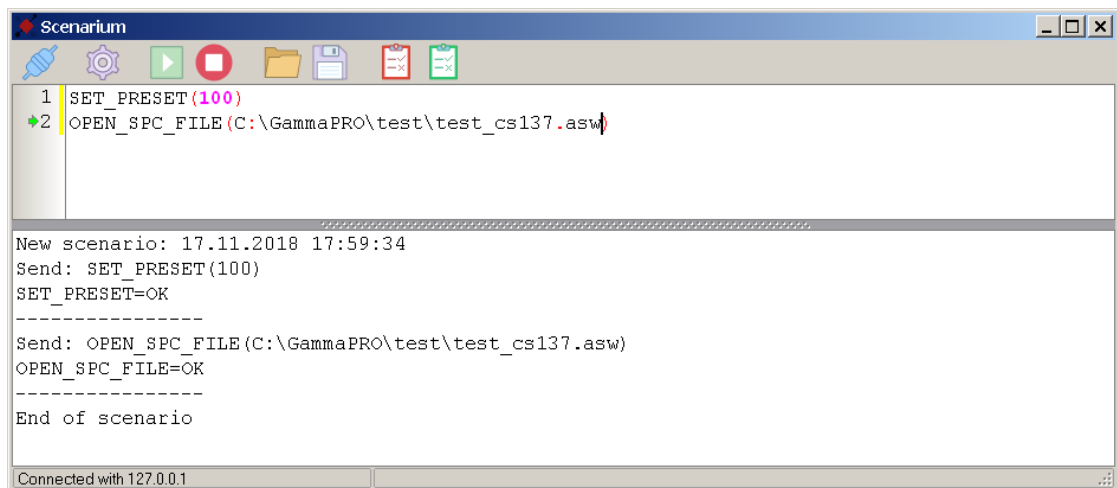 Scenarium
1 SET_PRESET(100)
2 OPEN_SPC_FILE(C:\GammaPRO\test\test_cs137.asw)
New scenario: 17.11.2018 17:59:34
Send: SET_PRESET(100)
SET_PRESET=OK
----------------
Send: OPEN_SPC_FILE(C:\GammaPRO\test\test_cs137.asw)
OPEN_SPC_FILE=OK
----------------
End of scenario
Connected with 127.0.0.1